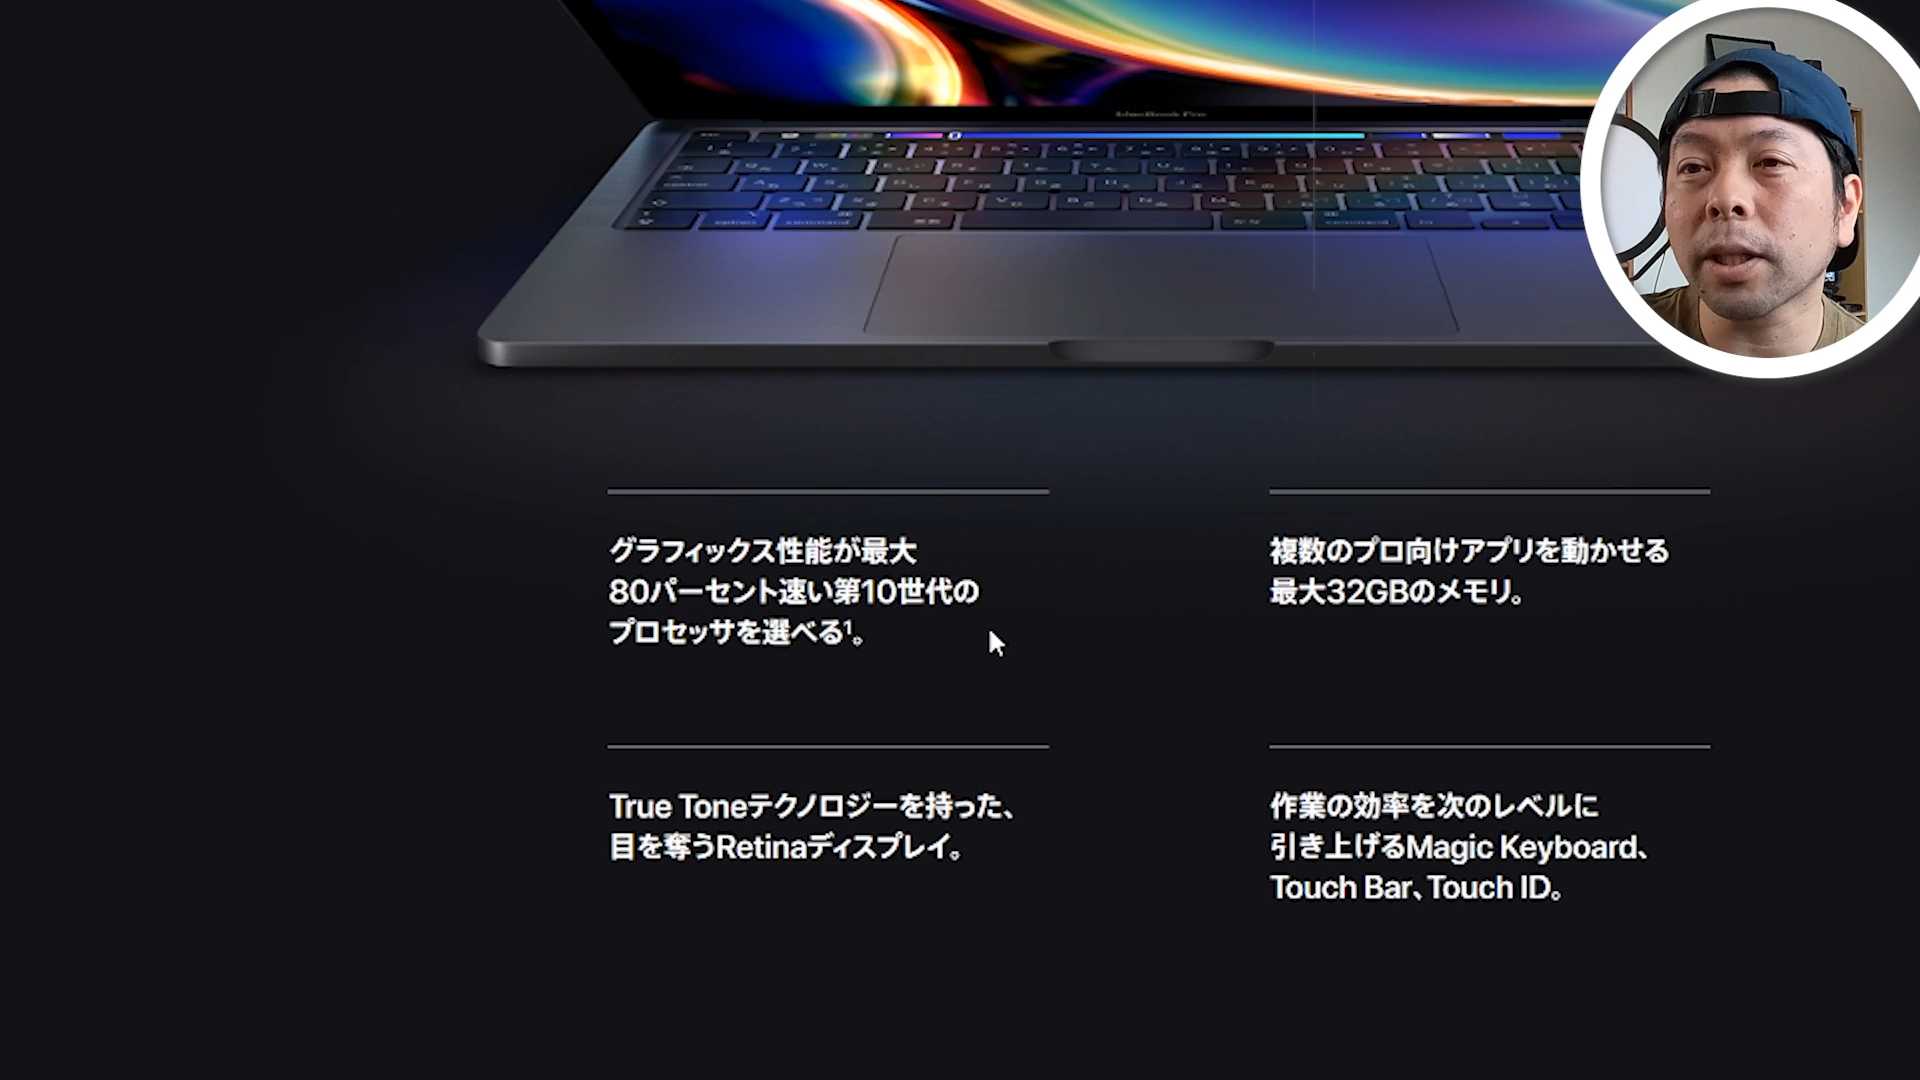 MacBook Pro
グラフィックス性能が最大
80パーセント速い第10世代の
プロセッサを選べる¹。
複数のプロ向けアプリを動かせる
最大32GBのメモリ。
True Toneテクノロジーを持った、
目を奪うRetinaディスプレイ。
作業の効率を次のレベルに
引き上げるMagic Keyboard、
Touch Bar、Touch ID。